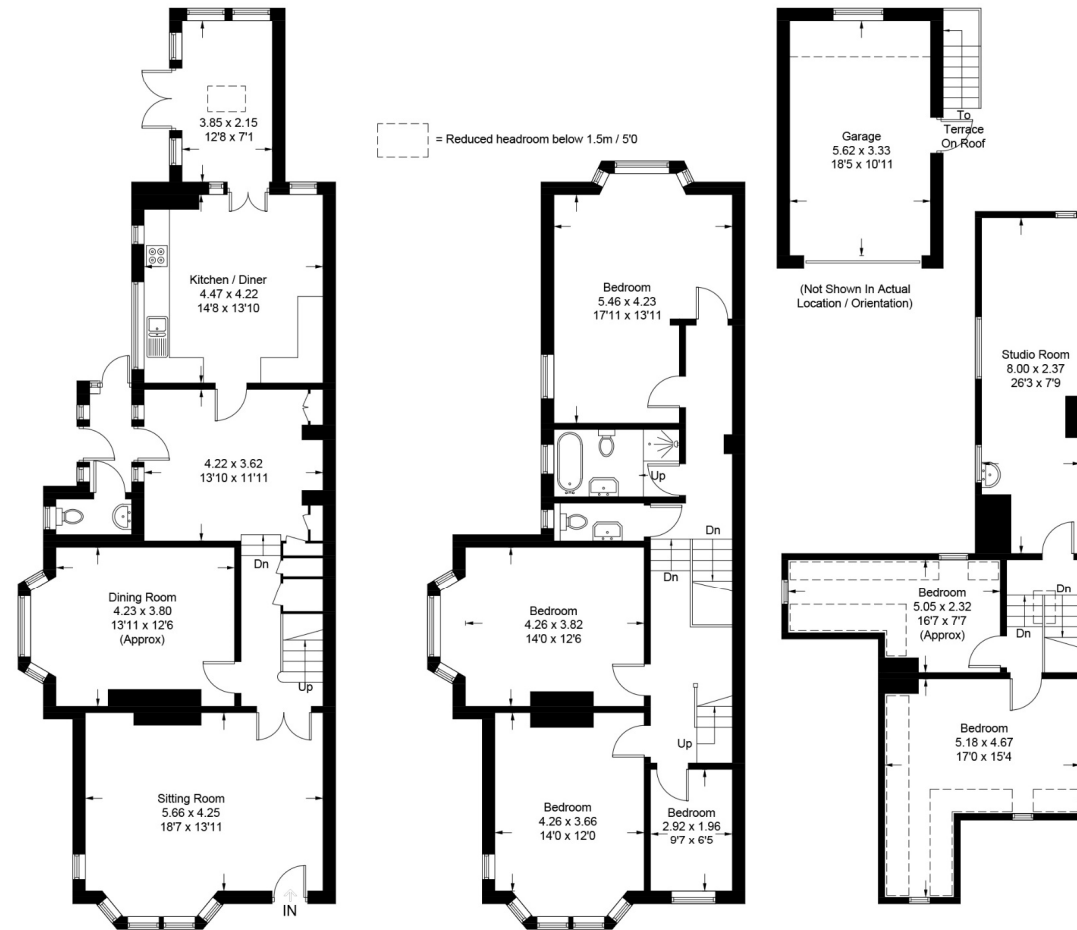 3.85 x 2.15
12'8 x 7'1
= Reduced headroom below 1.5m / 5'0
Kitchen / Diner
4.47 x 4.22
14'8 x 13'10
4.22 x 3.62
13'10 x 11'11
Dn
Dining Room
4.23 x 3.80
13'11 x 12'6
(Approx)
Up
Sitting Room
5.66 x 4.25
18'7 x 13'11
IN
Bedroom
5.46 x 4.23
17'11 x 13'11
Up
Dn
Dn
Bedroom
4.26 x 3.82
14'0 x 12'6
Up
Bedroom
4.26 x 3.66
14'0 x 12'0
Bedroom
2.92 x 1.96
9'7 x 6'5
Garage
5.62 x 3.33
18'5 x 10'11
To
Terrace
On Roof
(Not Shown In Actual
Location / Orientation)
Studio Room
8.00 x 2.37
26'3 x 7'9
Bedroom
5.05 x 2.32
16'7 x 7'7
(Approx)
Dn
Dn
Bedroom
5.18 x 4.67
17'0 x 15'4